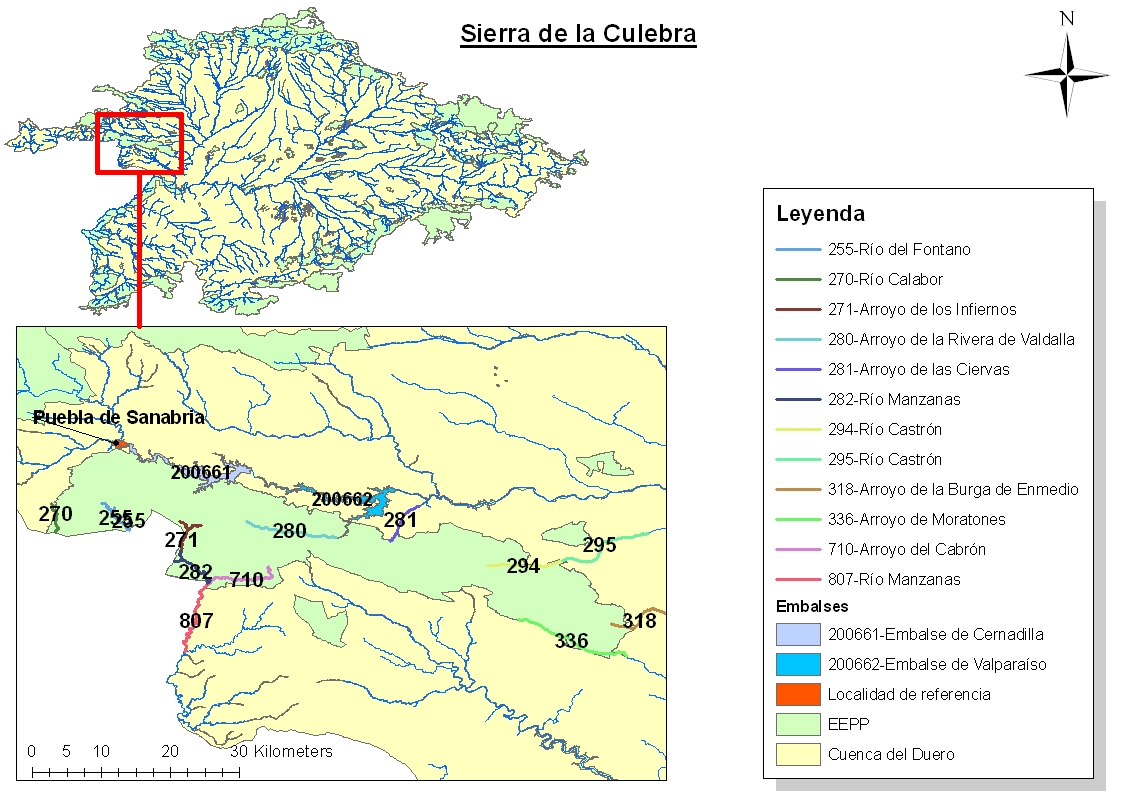 Sierra de la Culebra
N
Leyenda
255-Río del Fontano
270-Río Calabor
271-Arroyo de los Infiernos
280-Arroyo de la Rivera de Valdalla
281-Arroyo de las Ciervas
282-Río Manzanas
294-Río Castrón
295-Río Castrón
318-Arroyo de la Burga de Enmedio
336-Arroyo de Moratones
710-Arroyo del Cabrón
807-Río Manzanas
Embalses
200661-Embalse de Cernadilla
200662-Embalse de Valparaíso
Localidad de referencia
EEPP
Cuenca del Duero
Puebla de Sanabria
200661
200662
270
255
255
281
271
280
295
294
282
710
807
318
336
0 5 10 20 30 Kilometers